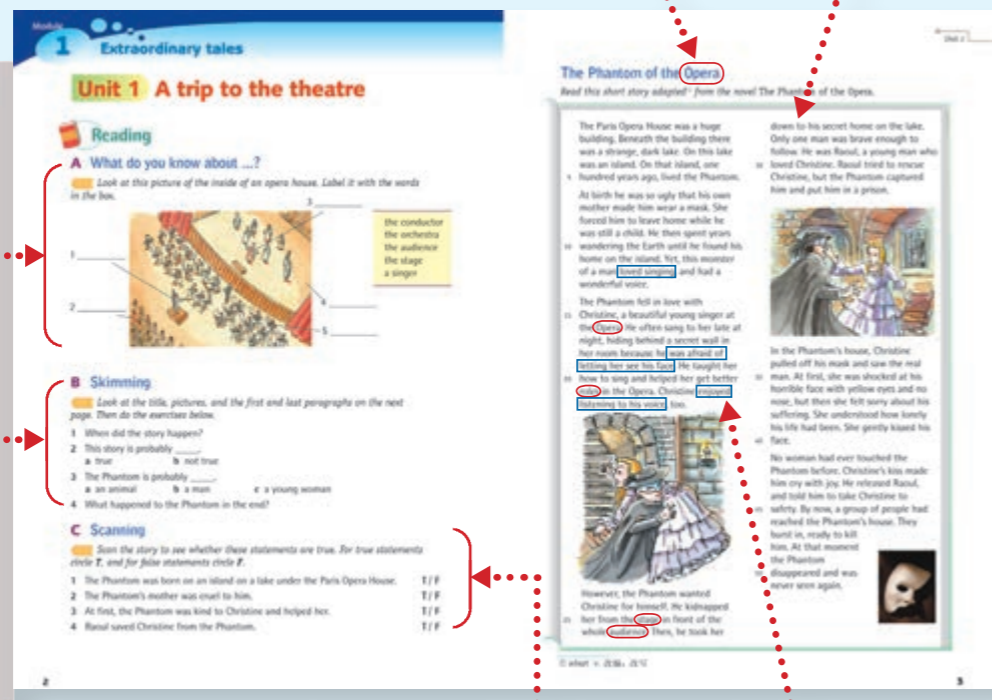 Module
1
Extraordinary tales
Unit 1 A trip to the theatre
Reading
A What do you know about ...?
Look at this picture of the inside of an opera house. Label it with the words
in the box.
3
the conductor
the orchestra
the audience
the stage
a singer
1
2
4
5
B Skimming
Look at the title, pictures, and the first and last paragraphs on the next
page. Then do the exercises below.
1 When did the story happen?
2 This story is probably ____.
a true b not true
3 The Phantom is probably ____.
a an animal b a man c a young woman
4 What happened to the Phantom in the end?
C Scanning
Scan the story to see whether these statements are true. For true statements
circle T, and for false statements circle F.
1 The Phantom was born on an island on a lake under the Paris Opera House. T / F
2 The Phantom's mother was cruel to him. T / F
3 At first, the Phantom was kind to Christine and helped her. T / F
4 Raoul saved Christine from the Phantom. T / F
2
Unit 1
The Phantom of the Opera
Read this short story adapted from the novel The Phantom of the Opera.
The Paris Opera House was a huge
building. Beneath the building there
was a strange, dark lake. On this lake
was an island. On that island, one
5 hundred years ago, lived the Phantom.
At birth he was so ugly that his own
mother made him wear a mask. She
forced him to leave home while he
was still a child. He then spent years
10 wandering the Earth until he found his
home on the island. Yet, this monster
of a man loved singing and had a
wonderful voice.
The Phantom fell in love with
15 Christine, a beautiful young singer at
the Opera. He often sang to her late at
night, hiding behind a secret wall in
her room because he was afraid of
letting her see his face. He taught her
20 how to sing and helped her get better
roles in the Opera. Christine enjoyed
listening to his voice, too.
However, the Phantom wanted
Christine for himself. He kidnapped
25 her from the stage in front of the
whole audience. Then, he took her
down to his secret home on the lake.
Only one man was brave enough to
follow. He was Raoul, a young man who
30 loved Christine. Raoul tried to rescue
Christine, but the Phantom captured
him and put him in a prison.
In the Phantom's house, Christine
pulled off his mask and saw the real
35 man. At first, she was shocked at his
horrible face with yellow eyes and no
nose, but then she felt sorry about his
suffering. She understood how lonely
his life had been. She gently kissed his
40 face.
No woman had ever touched the
Phantom before. Christine's kiss made
him cry with joy. He released Raoul,
and told him to take Christine to
45 safety. By now, a group of people had
reached the Phantom's house. They
burst in, ready to kill
him. At that moment
the Phantom
50 disappeared and was
never seen again.
v. 改编，改写
3